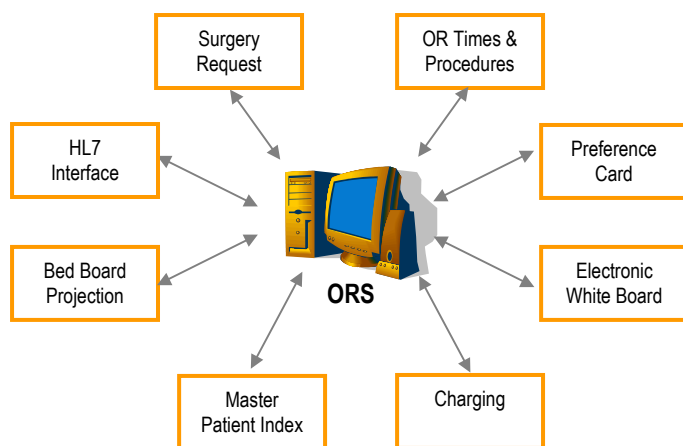 Surgery
Request
OR Times &
Procedures
HL7
Interface
Preference
Card
Bed Board
Projection
ORS
Electronic
White Board
Master
Patient Index
Charging